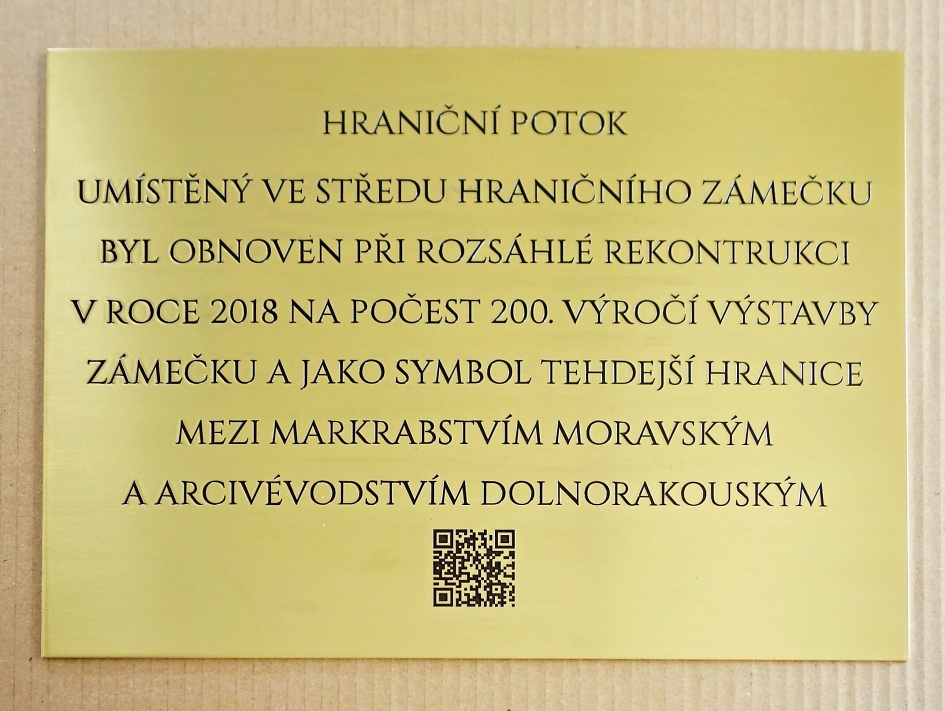 HRANIČNÍ POTOK
UMÍSTĚNÝ VE STŘEDU HRANIČNÍHO ZÁMEČKU
BYL OBNOVEN PŘI ROZSÁHLÉ REKONTRUKCI
V ROCE 2018 NA POČEST 200. VÝROČÍ VÝSTAVBY
ZÁMEČKU A JAKO SYMBOL TEHDEJŠÍ HRANICE
MEZI MARKRABSTVÍM MORAVSKÝM
A ARCIVÉVODSTVÍM DOLNORAKOUSKÝM